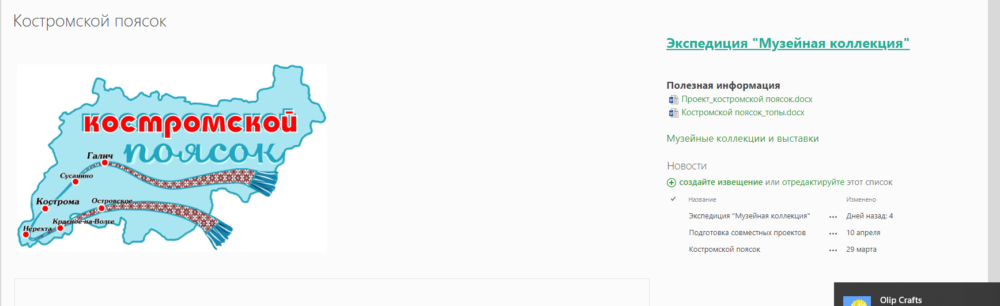 Костромской поясок
костромской
поясок
Галич
Сусанино
Кострома
Островское
Красное-на-Волге
Нерехта
Экспедиция "Музейная коллекция"
Полезная информация
Проект_костромской поясок.docx
Костромской поясок_топы.docx
Музейные коллекции и выставки
Новости
создайте извещение или отредактируйте этот список
Название Изменено
Экспедиция "Музейная коллекция" ... Дней назад: 4
Подготовка совместных проектов ... 10 апреля
Костромской поясок ... 29 марта
Olip Crafts